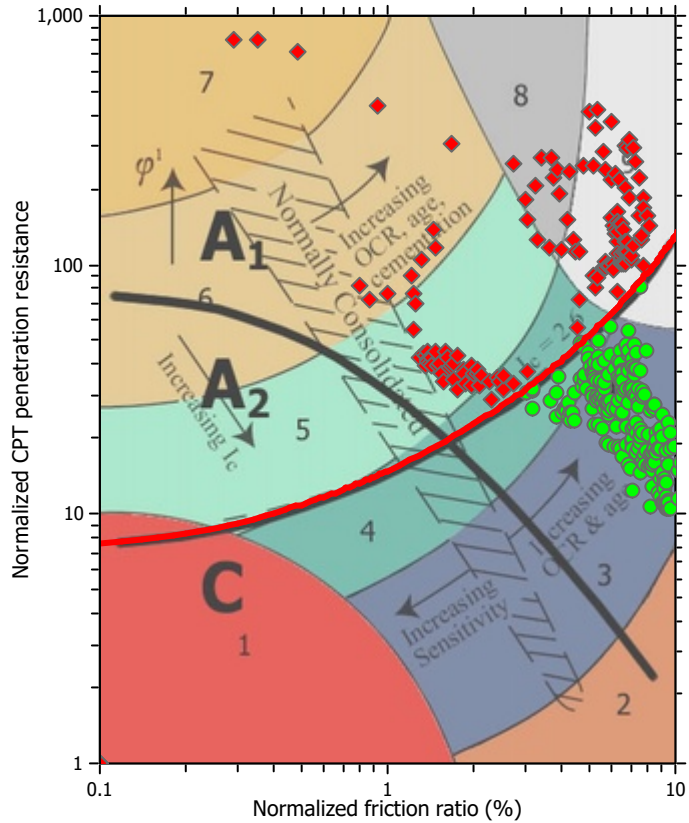 1,000
7
8
9
φ¹
Increasing
OCR, age,
cementation
Normally Consolidated
A1
100
6
A2
Increasing Ic
Ic = 2.6
5
Normalized CPT penetration resistance
10
4
Increasing
OCR & age
C
Increasing
Sensitivity
3
1
2
1
0.1
1
10
Normalized friction ratio (%)